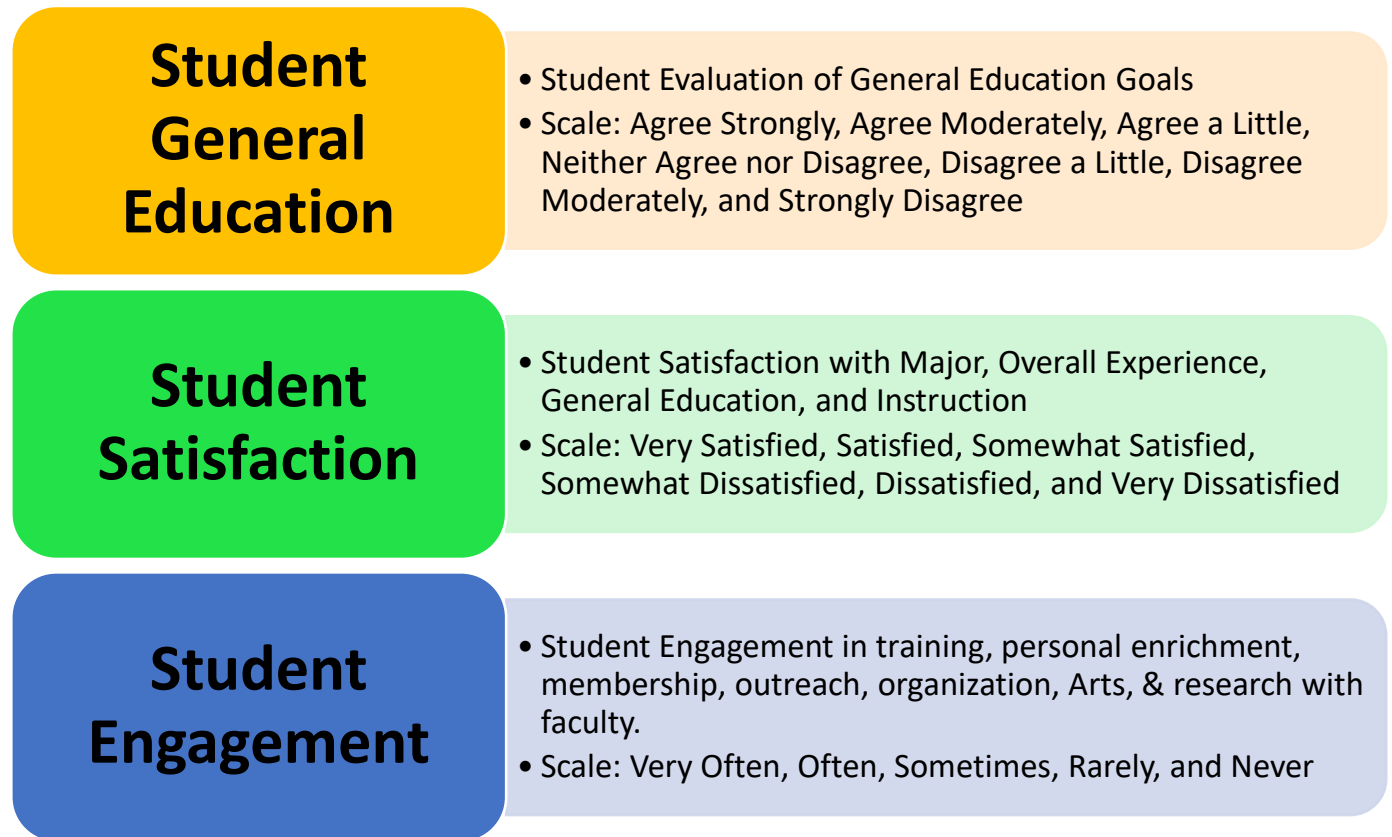 Student
General
Education
• Student Evaluation of General Education Goals
• Scale: Agree Strongly, Agree Moderately, Agree a Little,
Neither Agree nor Disagree, Disagree a Little, Disagree
Moderately, and Strongly Disagree
Student
Satisfaction
• Student Satisfaction with Major, Overall Experience,
General Education, and Instruction
• Scale: Very Satisfied, Satisfied, Somewhat Satisfied,
Somewhat Dissatisfied, Dissatisfied, and Very Dissatisfied
Student
Engagement
• Student Engagement in training, personal enrichment,
membership, outreach, organization, Arts, & research with
faculty.
• Scale: Very Often, Often, Sometimes, Rarely, and Never